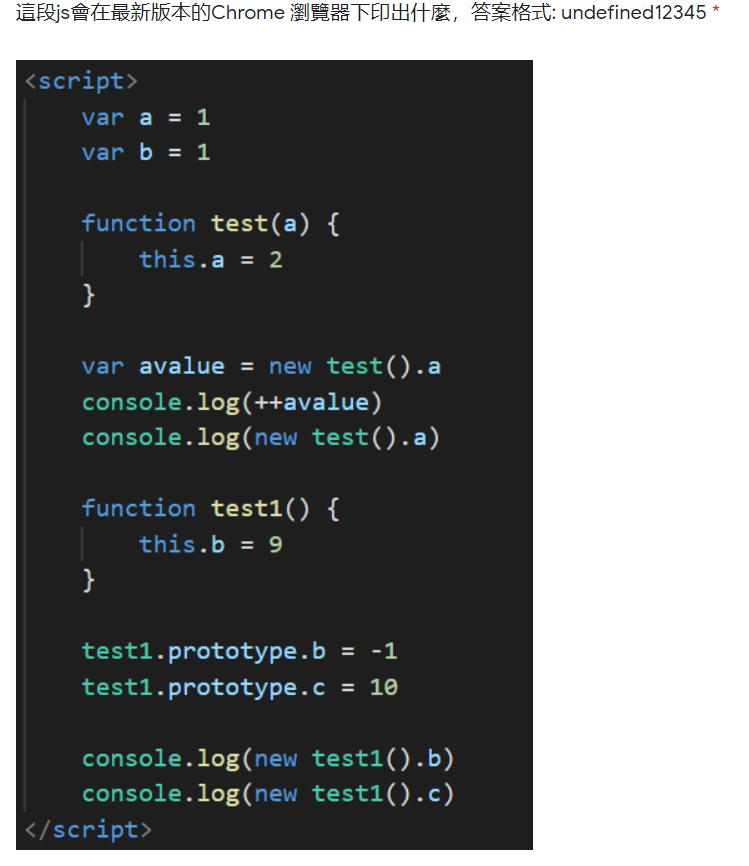 這段js會在最新版本的Chrome 瀏覽器下印出什麼，答案格式: undefined12345 *
<script>
var a = 1
var b = 1
function test(a) {
this.a = 2
}
var avalue = new test().a
console.log(++avalue)
console.log(new test().a)
function test1() {
this.b = 9
}
test1.prototype.b = -1
test1.prototype.c = 10
console.log(new test1().b)
console.log(new test1().c)
</script>